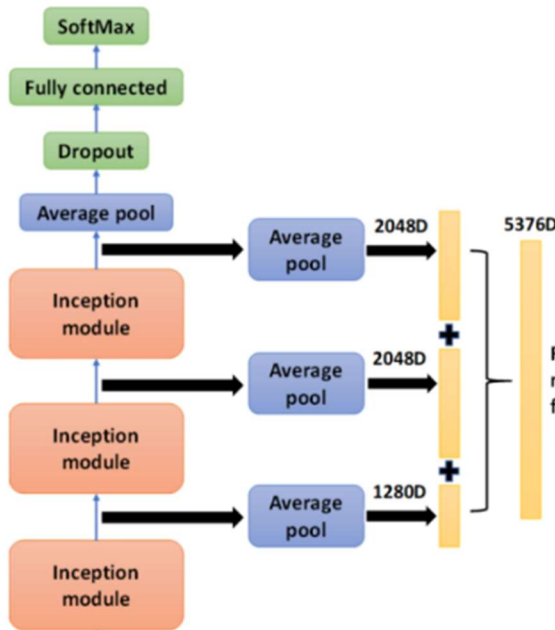 SoftMax
Fully connected
Dropout
Average pool
Average
pool
2048D
5376D
Inception
module
Average
pool
2048D
Inception
module
Average
pool
1280D
Inception
module